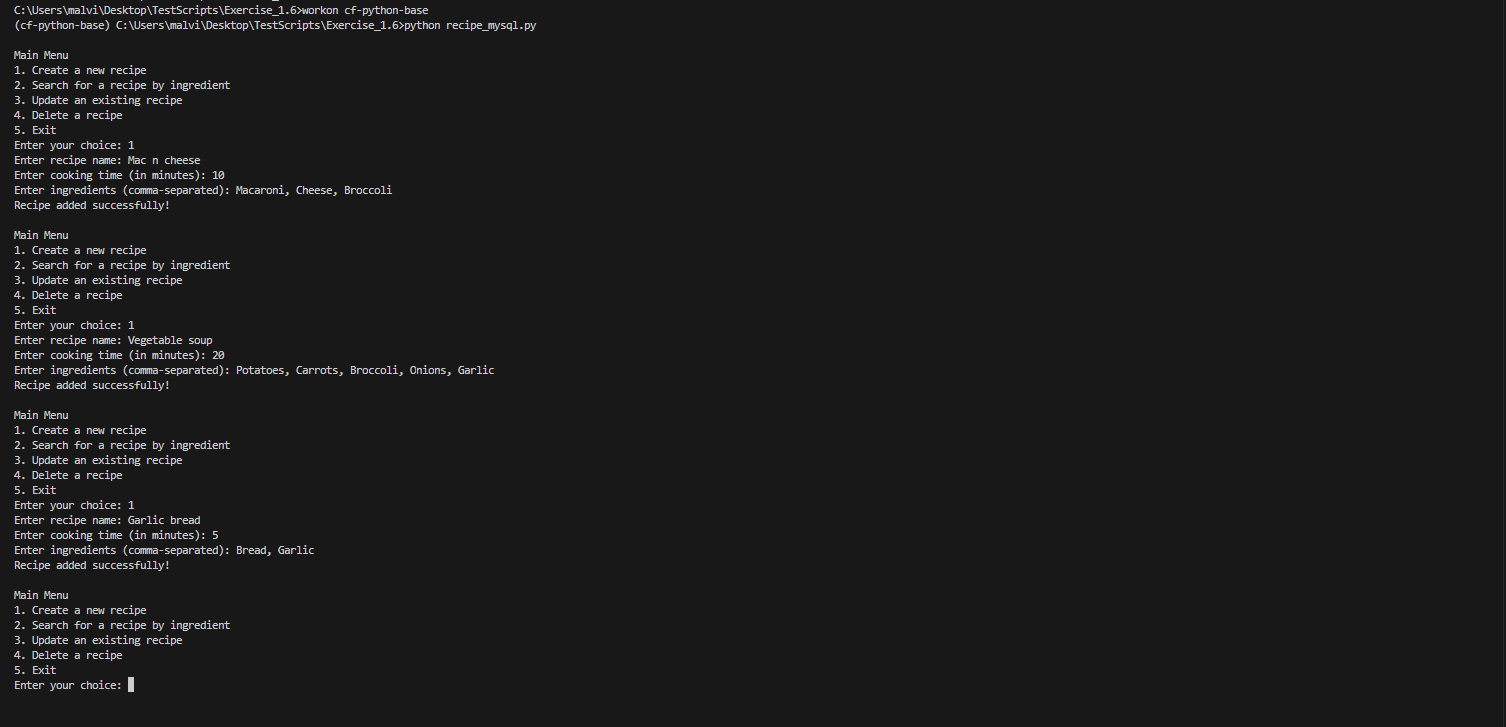 C:\Users\malvi\Desktop\TestScripts\Exercise_1.6>workon cf-python-base
(cf-python-base) C:\Users\malvi\Desktop\TestScripts\Exercise_1.6>python recipe_mysql.py
Main Menu
1. Create a new recipe
2. Search for a recipe by ingredient
3. Update an existing recipe
4. Delete a recipe
5. Exit
Enter your choice: 1
Enter recipe name: Mac n cheese
Enter cooking time (in minutes): 10
Enter ingredients (comma-separated): Macaroni, Cheese, Broccoli
Recipe added successfully!
Main Menu
1. Create a new recipe
2. Search for a recipe by ingredient
3. Update an existing recipe
4. Delete a recipe
5. Exit
Enter your choice: 1
Enter recipe name: Vegetable soup
Enter cooking time (in minutes): 20
Enter ingredients (comma-separated): Potatoes, Carrots, Broccoli, Onions, Garlic
Recipe added successfully!
Main Menu
1. Create a new recipe
2. Search for a recipe by ingredient
3. Update an existing recipe
4. Delete a recipe
5. Exit
Enter your choice: 1
Enter recipe name: Garlic bread
Enter cooking time (in minutes): 5
Enter ingredients (comma-separated): Bread, Garlic
Recipe added successfully!
Main Menu
1. Create a new recipe
2. Search for a recipe by ingredient
3. Update an existing recipe
4. Delete a recipe
5. Exit
Enter your choice: